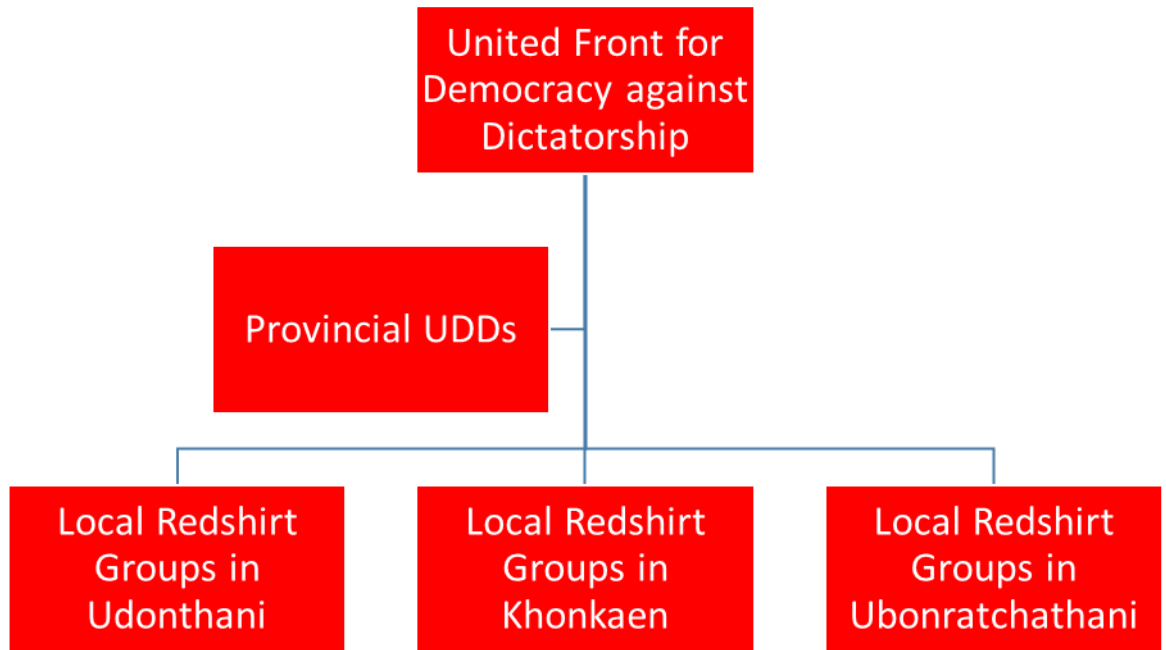 United Front for
Democracy against
Dictatorship
Provincial UDDs
Local Redshirt
Groups in
Udonthani
Local Redshirt
Groups in
Khonkaen
Local Redshirt
Groups in
Ubonratchathani